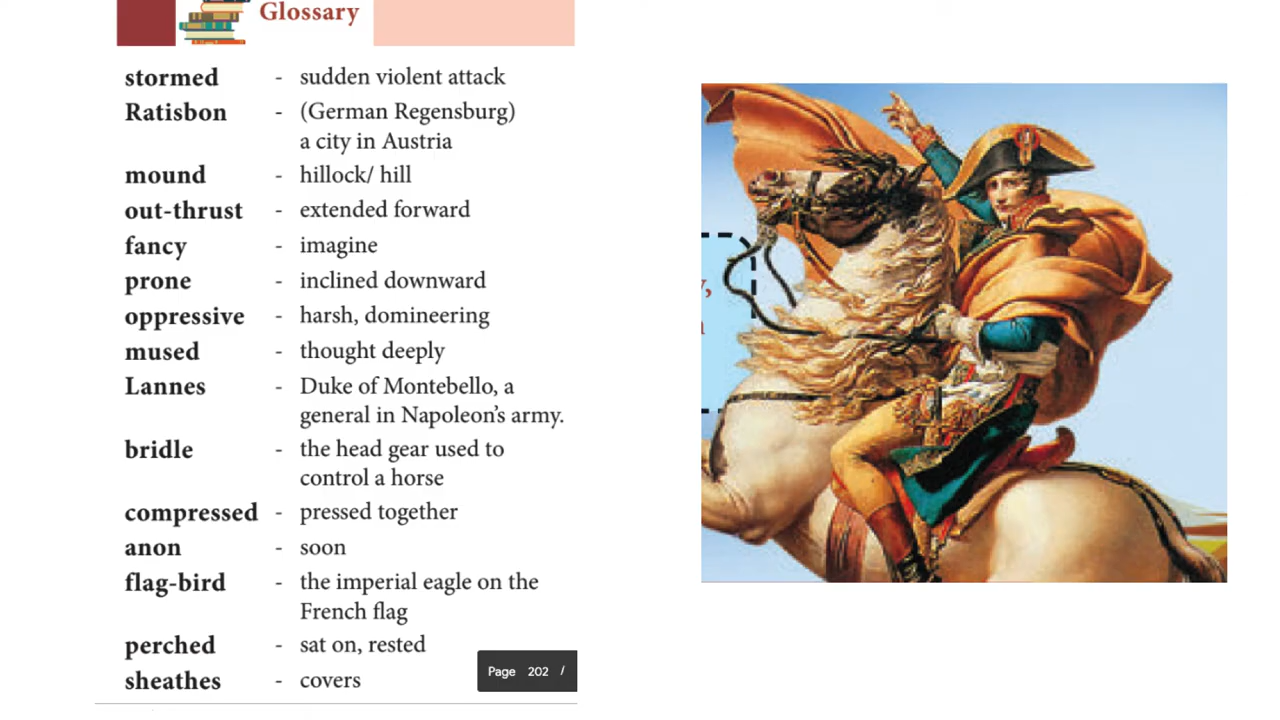 Glossary
stormed - sudden violent attack
Ratisbon - (German Regensburg)
a city in Austria
mound - hillock/ hill
out-thrust - extended forward
fancy - imagine
prone - inclined downward
oppressive - harsh, domineering
mused - thought deeply
Lannes - Duke of Montebello, a
general in Napoleon's army.
bridle - the head gear used to
control a horse
compressed - pressed together
anon - soon
flag-bird - the imperial eagle on the
French flag
perched - sat on, rested
sheathes - covers
Page 202 /